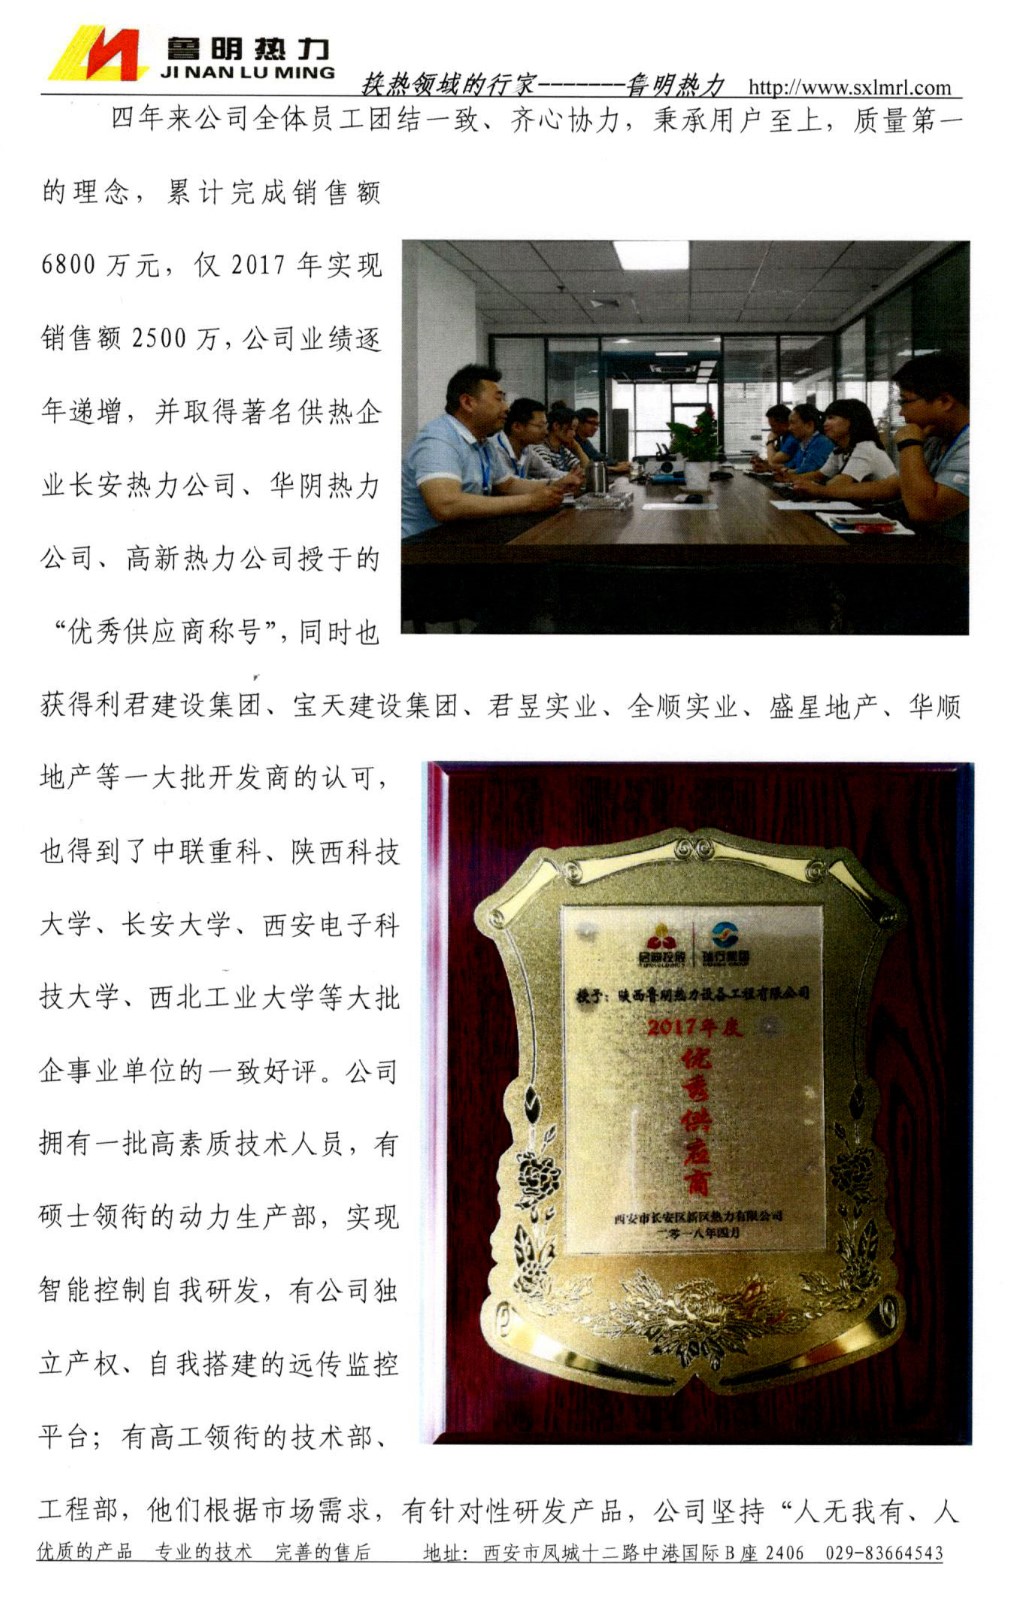 鲁明热力
JI NAN LU MING
换热领域的行家-------鲁明热力 http://www.sxlmrl.com
四年来公司全体员工团结一致、齐心协力，秉承用户至上，质量第一
的理念，累计完成销售额
6800 万元，仅 2017 年实现
销售额 2500 万，公司业绩逐
年递增，并取得著名供热企
业长安热力公司、华阴热力
公司、高新热力公司授于的
“优秀供应商称号”，同时也
获得利君建设集团、宝天建设集团、君昱实业、全顺实业、盛星地产、华顺
地产等一大批开发商的认可，
也得到了中联重科、陕西科技
大学、长安大学、西安电子科
技大学、西北工业大学等大批
企事业单位的一致好评。公司
拥有一批高素质技术人员，有
硕士领衔的动力生产部，实现
智能控制自我研发，有公司独
立产权、自我搭建的远传监控
平台；有高工领衔的技术部、
授予：陕西鲁明热力设备工程有限公司
2017年度
优秀供应商
西安市长安区新区热力有限公司
二零一八年四月
工程部，他们根据市场需求，有针对性研发产品，公司坚持“人无我有、人
优质的产品 专业的技术 完善的售后 地址：西安市凤城十二路中港国际 B 座 2406 029-83664543